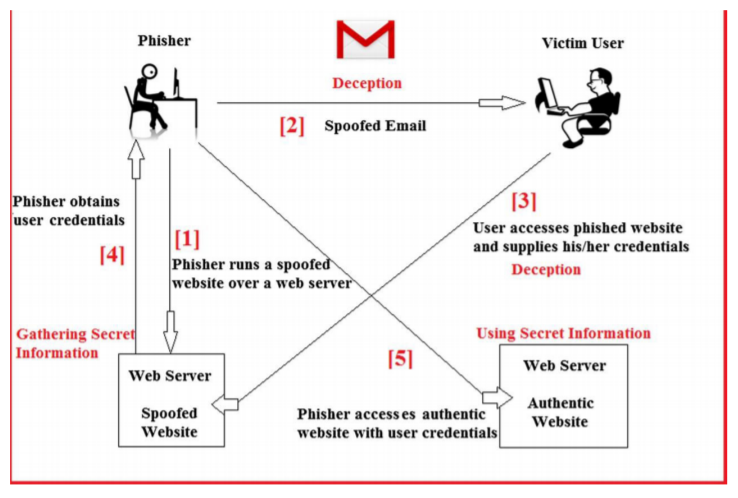 Phisher
Victim User
Deception
[2]
Spoofed Email
Phisher obtains
user credentials
[4]
[1]
Phisher runs a spoofed
website over a web server
[3]
User accesses phished website
and supplies his/her credentials
Deception
Gathering Secret
Information
Web Server
Spoofed
Website
[5]
Phisher accesses authentic
website with user credentials
Using Secret Information
Web Server
Authentic
Website